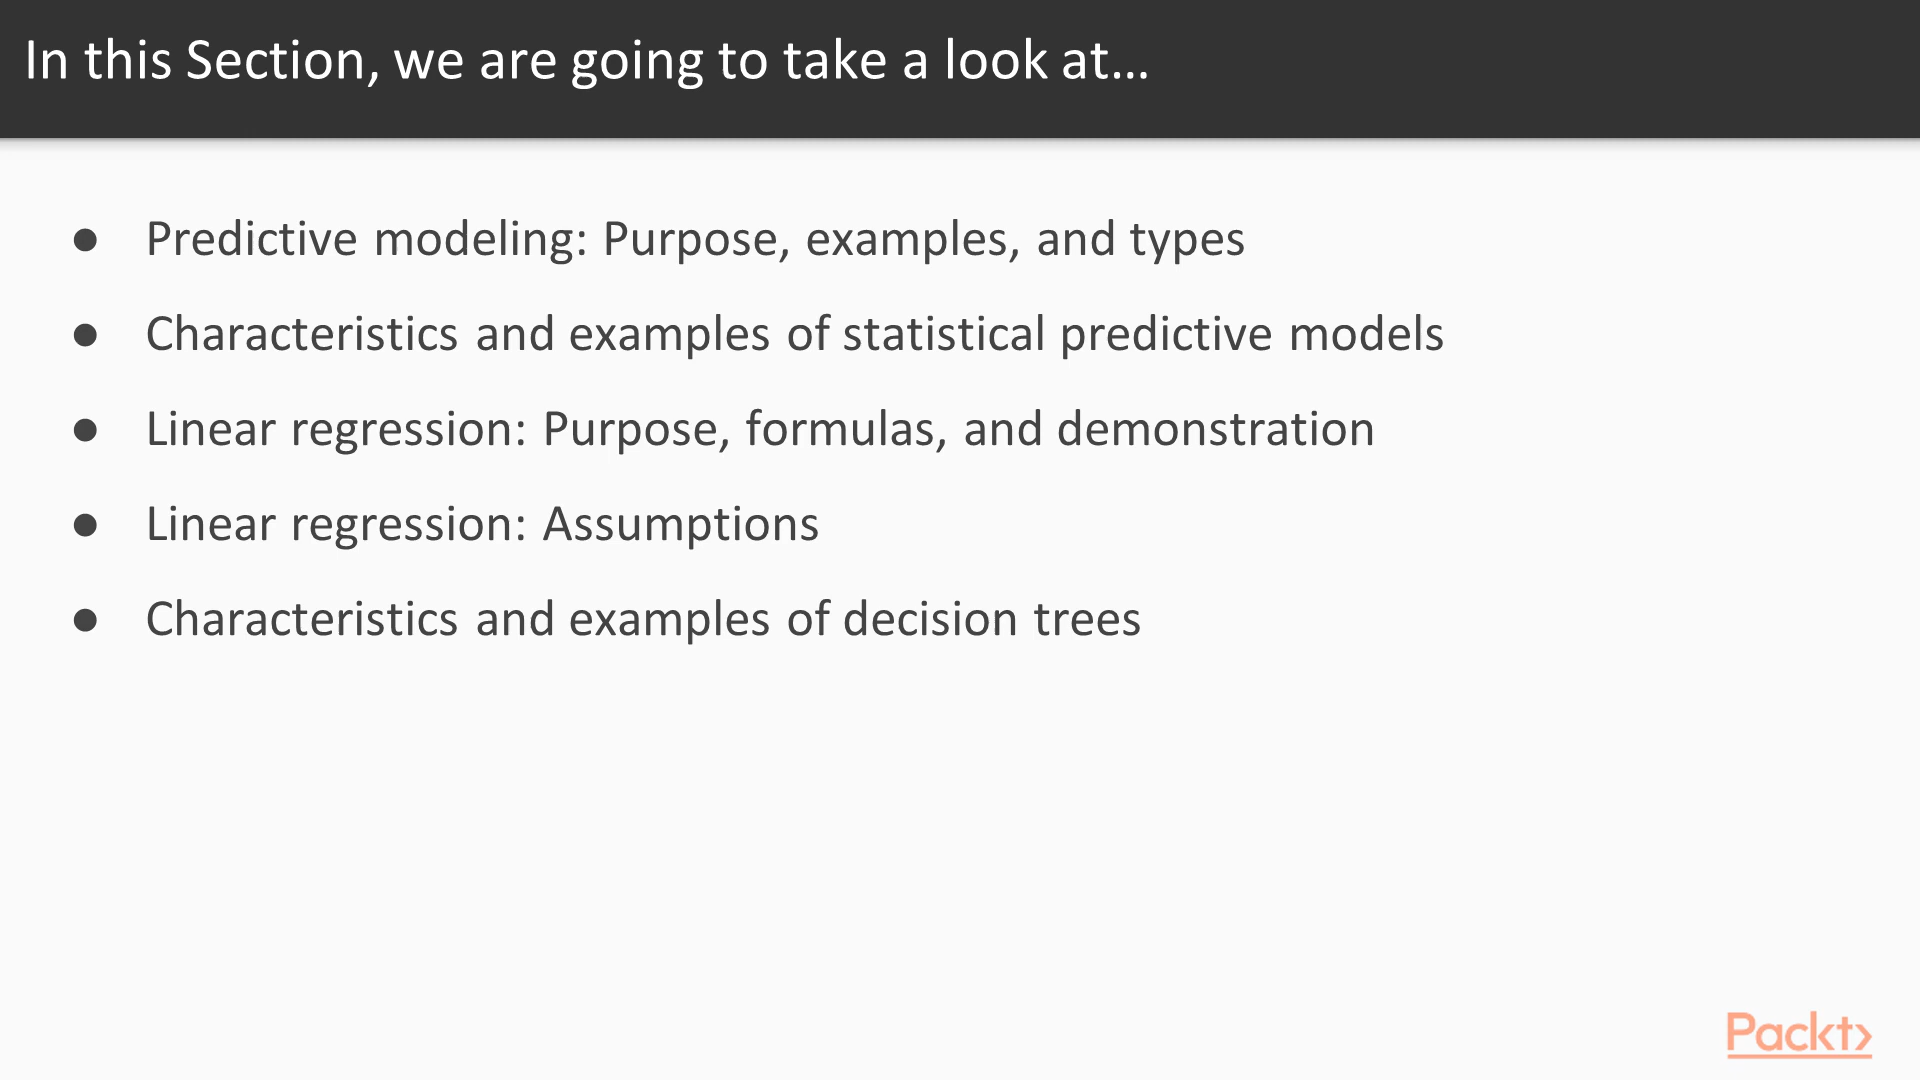 In this Section, we are going to take a look at...
● Predictive modeling: Purpose, examples, and types
● Characteristics and examples of statistical predictive models
● Linear regression: Purpose, formulas, and demonstration
● Linear regression: Assumptions
● Characteristics and examples of decision trees
Packt>